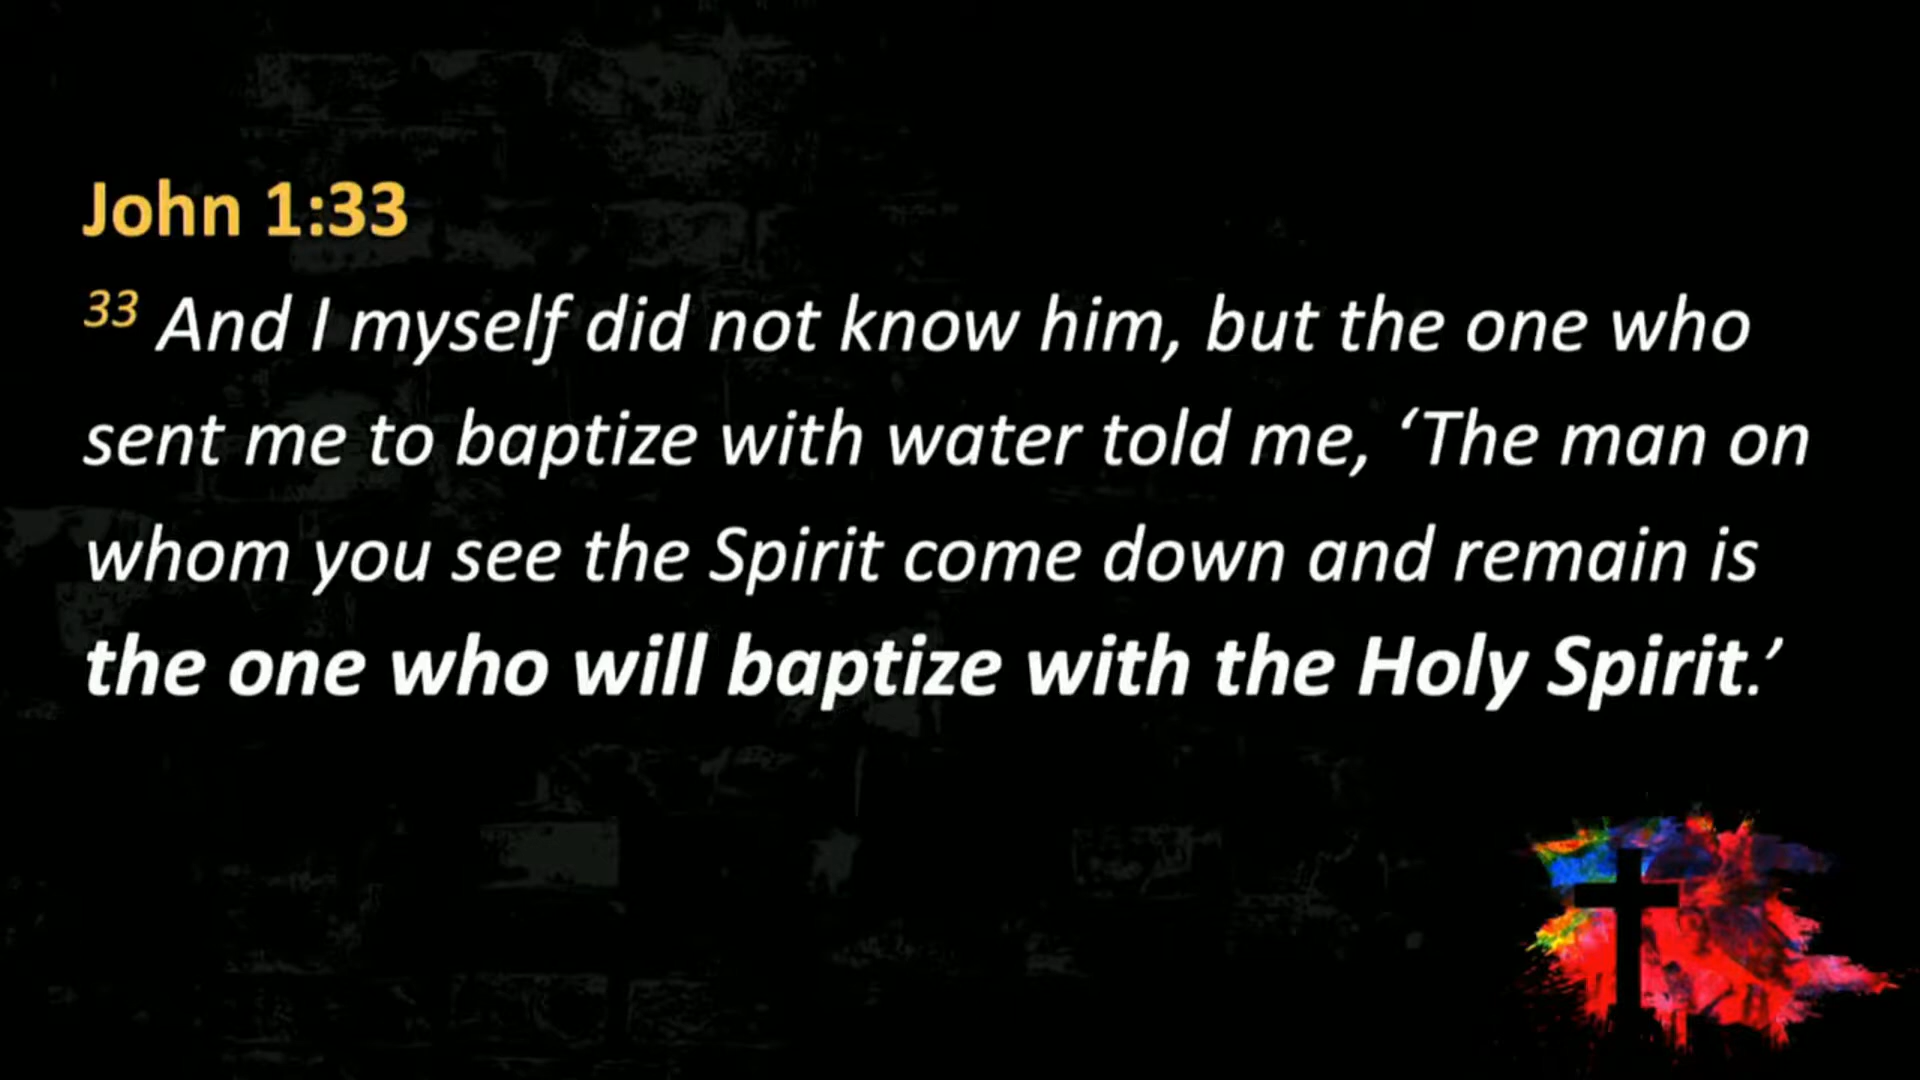 John 1:33
33 And I myself did not know him, but the one who
sent me to baptize with water told me, ‘The man on
whom you see the Spirit come down and remain is
the one who will baptize with the Holy Spirit.’